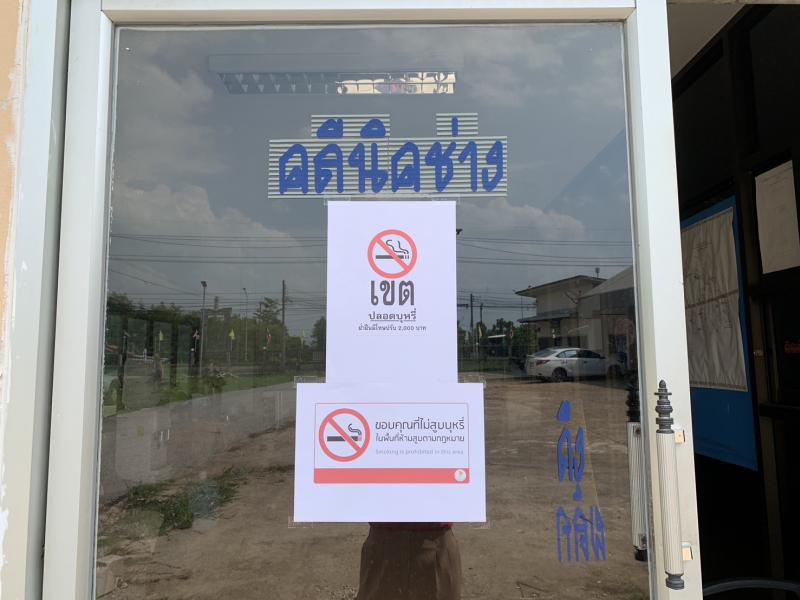 คลีนิคช่าง
เขต
ปลอดบุหรี่
ฝ่าฝืนมีโทษปรับ 2,000 บาท
ขอบคุณที่ไม่สูบบุหรี่
ในพื้นที่ห้ามสูบตามกฎหมาย
Smoking is prohibited in this area
ดึง